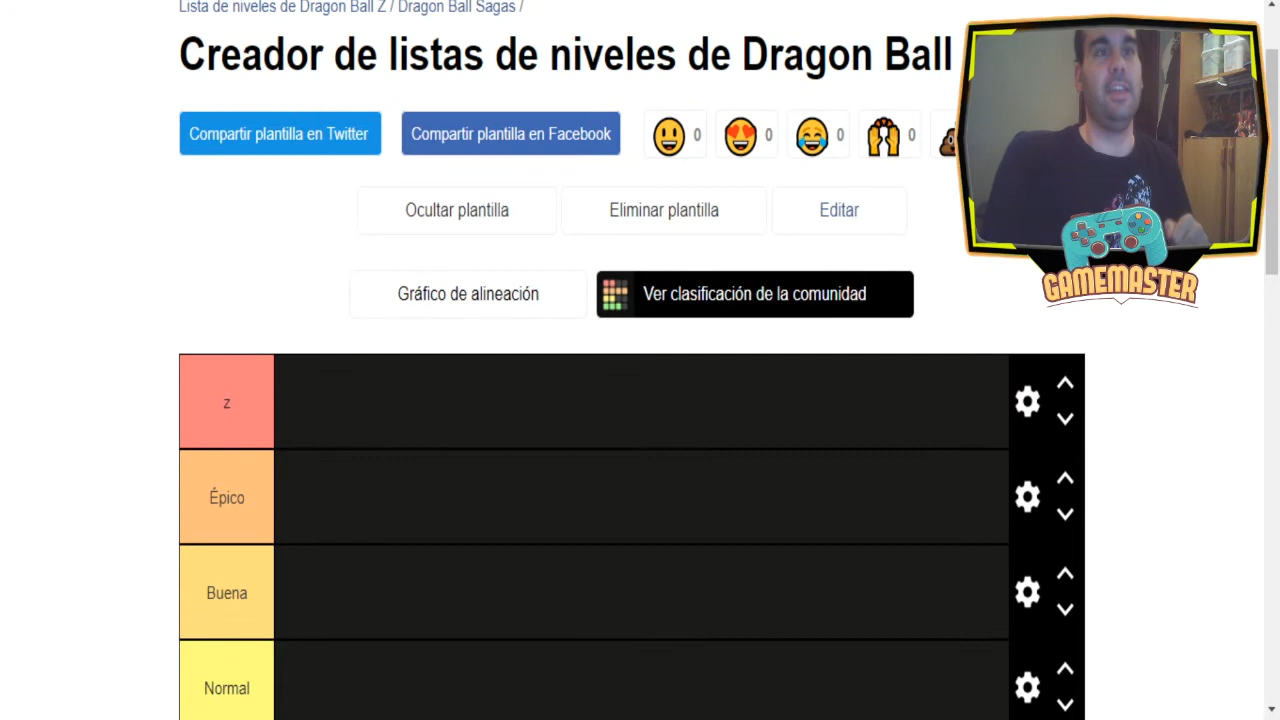 Lista de niveles de Dragon Ball Z / Dragon Ball Sagas /
Creador de listas de niveles de Dragon Ball
Compartir plantilla en Twitter
Compartir plantilla en Facebook
0
0
0
0
Ocultar plantilla
Eliminar plantilla
Editar
GAMEMASTER
Gráfico de alineación
Ver clasificación de la comunidad
z
Épico
Buena
Normal